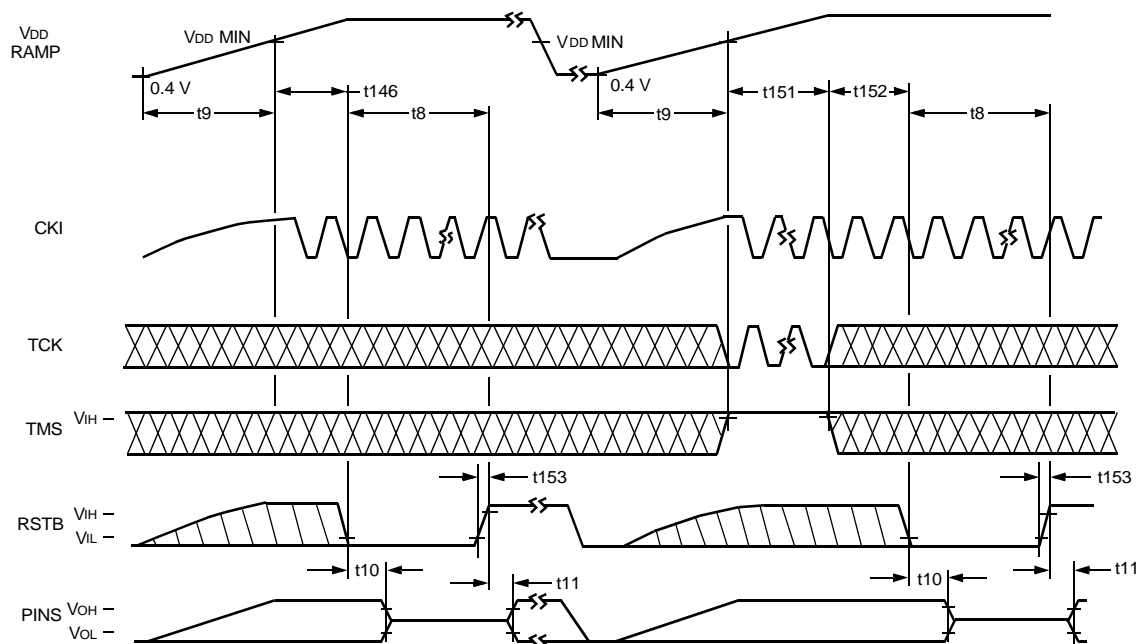 VDD
RAMP
VDD MIN
VDD MIN
0.4 V
0.4 V
t146
t151
t152
t9
t8
t9
t8
CKI
TCK
VIH
TMS
t153
t153
RSTB
VIH
VIL
t10
t11
t10
t11
PINS
VOH
VOL